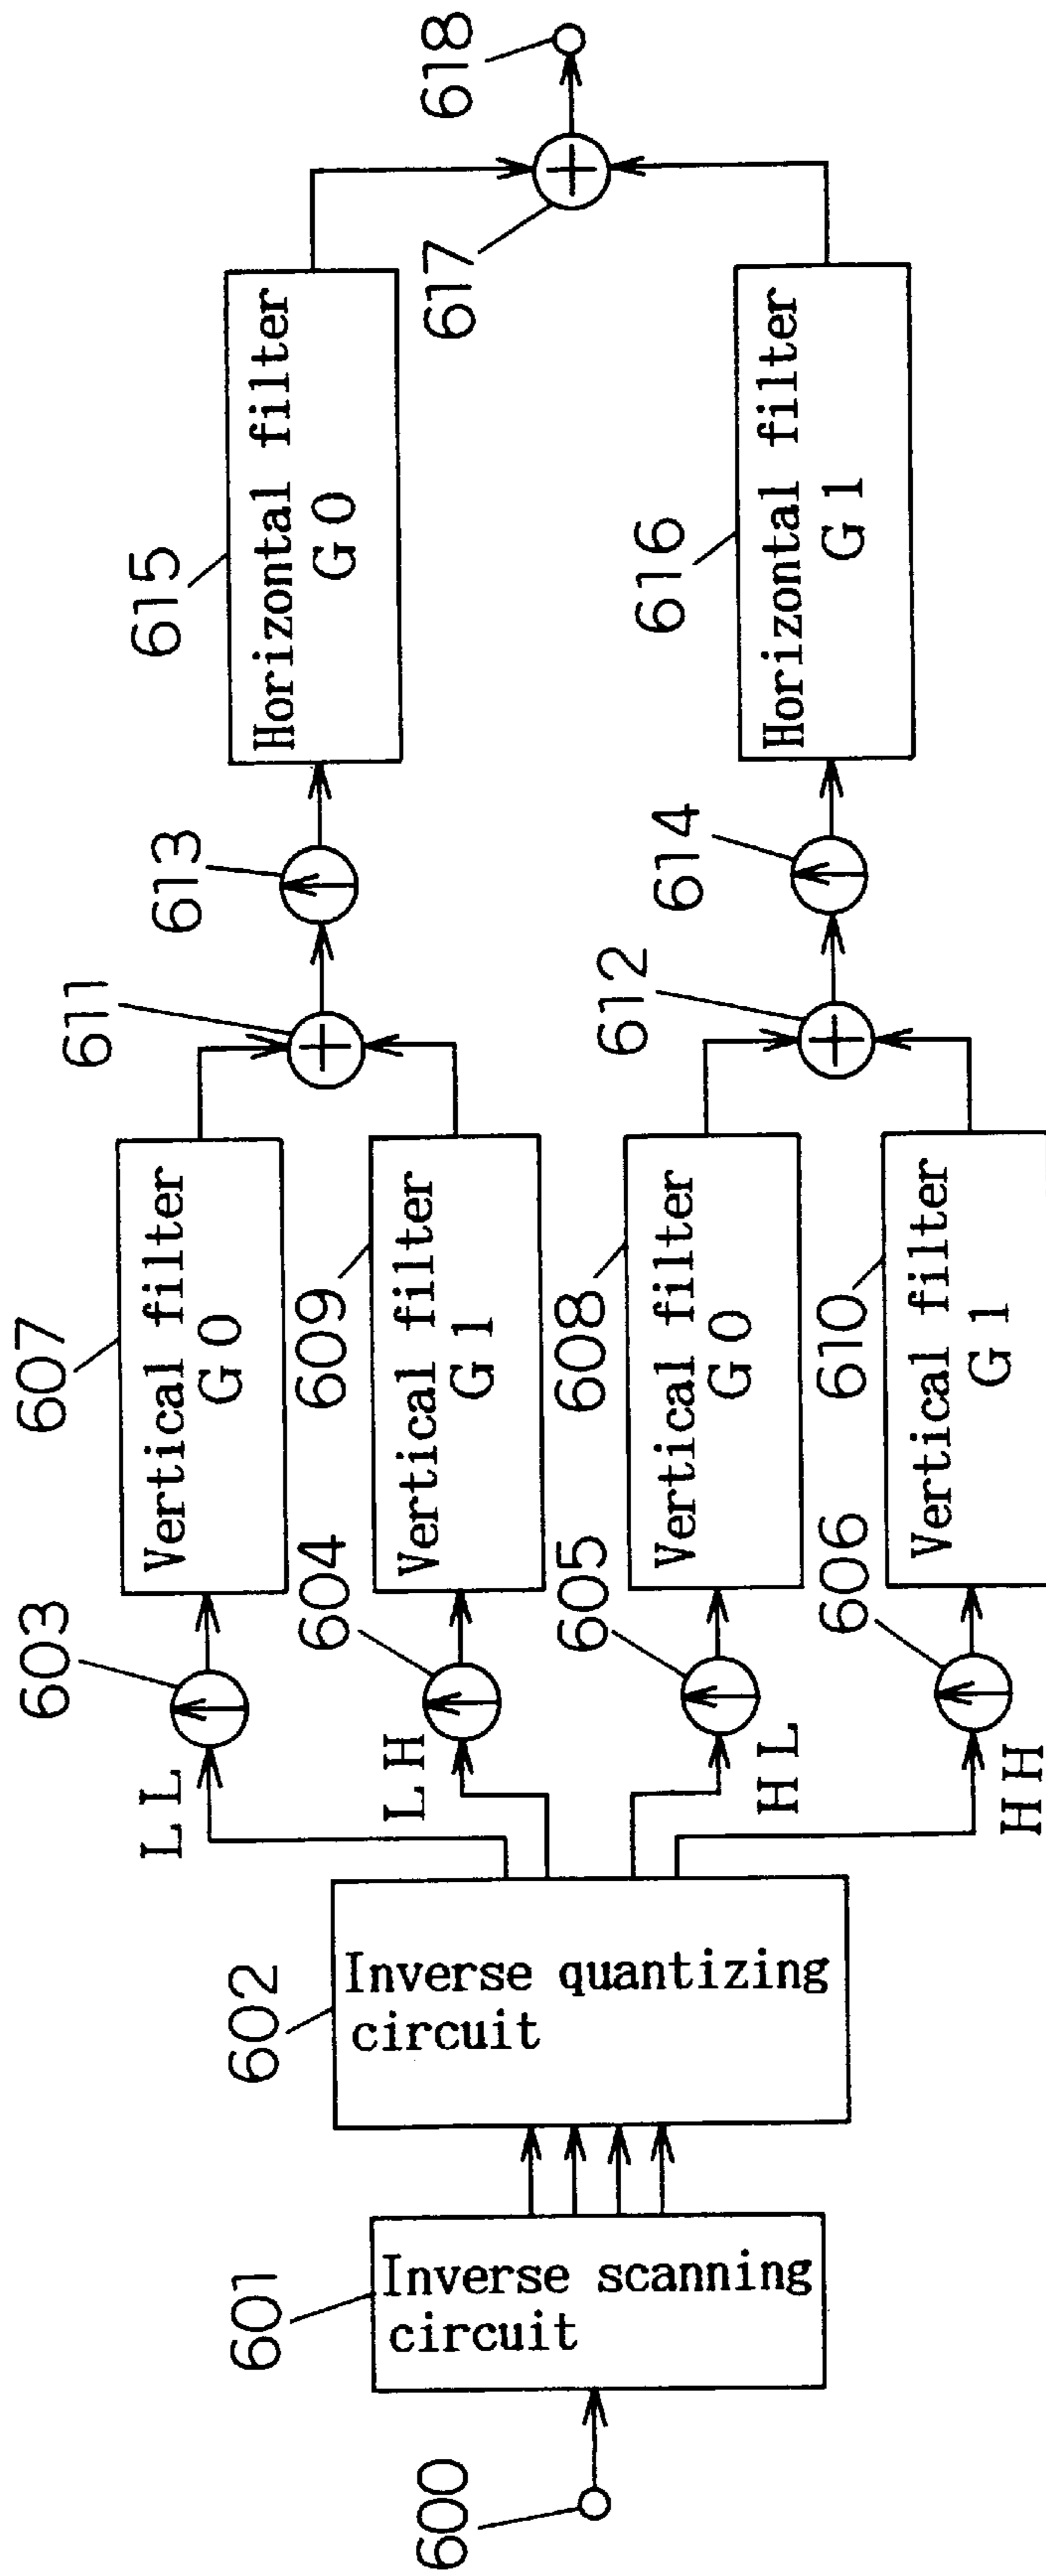 600
601
Inverse scanning
circuit
602
Inverse quantizing
circuit
L L
L H
H L
H H
603
604
605
606
607
Vertical filter
G 0
609
Vertical filter
G 1
608
Vertical filter
G 0
610
Vertical filter
G 1
611
612
613
614
615
Horizontal filter
G 0
616
Horizontal filter
G 1
617
618